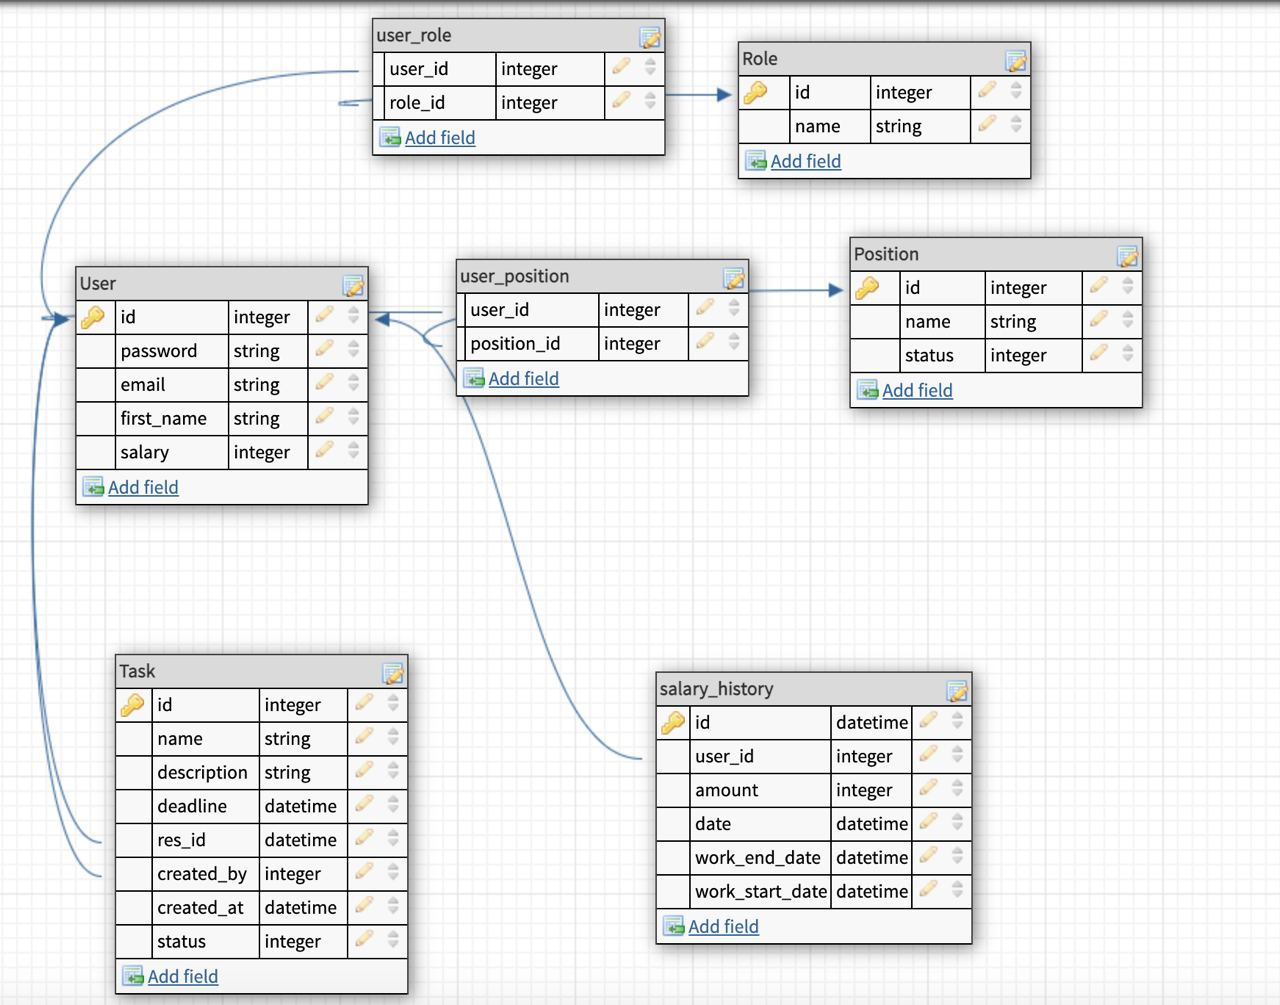 user_role
user_id integer
role_id integer
Add field
Role
id integer
name string
Add field
User
id integer
password string
email string
first_name string
salary integer
Add field
user_position
user_id integer
position_id integer
Add field
Position
id integer
name string
status integer
Add field
Task
id integer
name string
description string
deadline datetime
res_id datetime
created_by integer
created_at datetime
status integer
Add field
salary_history
id datetime
user_id integer
amount integer
date datetime
work_end_date datetime
work_start_date datetime
Add field